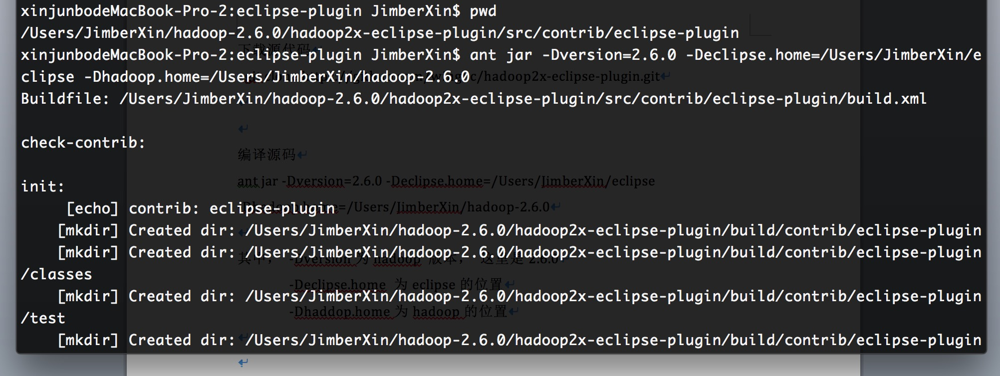 xinjunbodeMacBook-Pro-2:eclipse-plugin JimberXin$ pwd
/Users/JimberXin/hadoop-2.6.0/hadoop2x-eclipse-plugin/src/contrib/eclipse-plugin
下载源代码
xinjunbodeMacBook-Pro-2:eclipse-plugin JimberXin$ ant jar -Dversion=2.6.0 -Declipse.home=/Users/JimberXin/e
clipse -Dhadoop.home=/Users/JimberXin/hadoop-2.6.0
/hadoop2x-eclipse-plugin.git
Buildfile: /Users/JimberXin/hadoop-2.6.0/hadoop2x-eclipse-plugin/src/contrib/eclipse-plugin/build.xml
check-contrib:
编译源码
ant jar -Dversion=2.6.0 -Declipse.home=/Users/JimberXin/eclipse
init:
-Dhadoop.home=/Users/JimberXin/hadoop-2.6.0
[echo] contrib: eclipse-plugin
[mkdir] Created dir: /Users/JimberXin/hadoop-2.6.0/hadoop2x-eclipse-plugin/build/contrib/eclipse-plugin
[mkdir] Created dir: /Users/JimberXin/hadoop-2.6.0/hadoop2x-eclipse-plugin/build/contrib/eclipse-plugin
其中， -Dversion 为 hadoop 版本， 这里是 2.6.0
/classes
-Declipse.home 为 eclipse 的位置
[mkdir] Created dir: /Users/JimberXin/hadoop-2.6.0/hadoop2x-eclipse-plugin/build/contrib/eclipse-plugin
-Dhaddop.home 为 hadoop 的位置
/test
[mkdir] Created dir: /Users/JimberXin/hadoop-2.6.0/hadoop2x-eclipse-plugin/build/contrib/eclipse-plugin